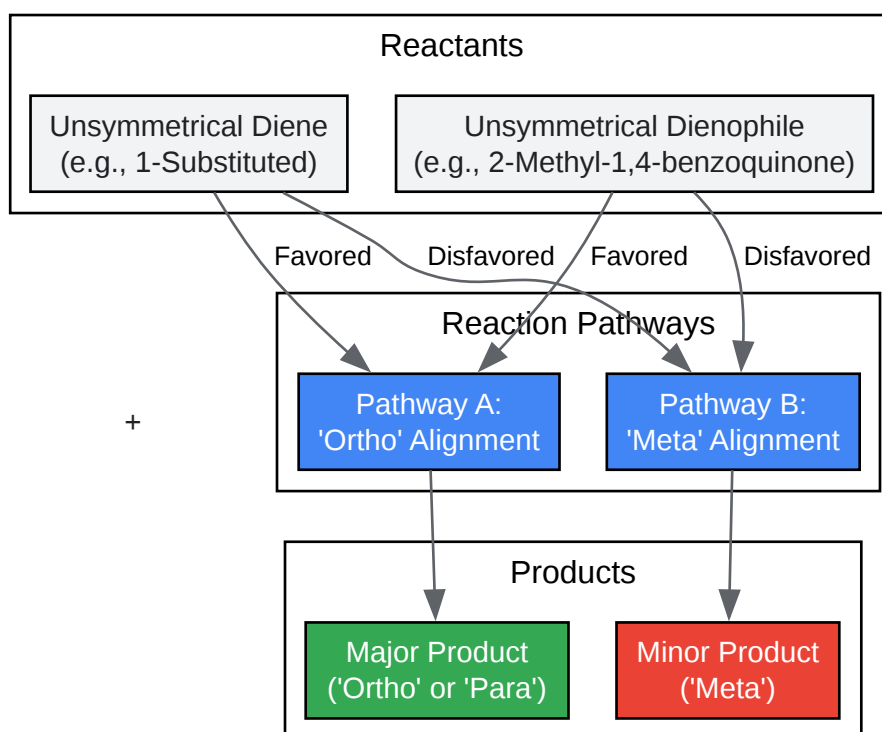 Reactants
Unsymmetrical Diene
(e.g., 1-Substituted)
Unsymmetrical Dienophile
(e.g., 2-Methyl-1,4-benzoquinone)
Favored
Disfavored
Favored
Disfavored
Reaction Pathways
+
Pathway A:
'Ortho' Alignment
Pathway B:
'Meta' Alignment
Products
Major Product
('Ortho' or 'Para')
Minor Product
('Meta')